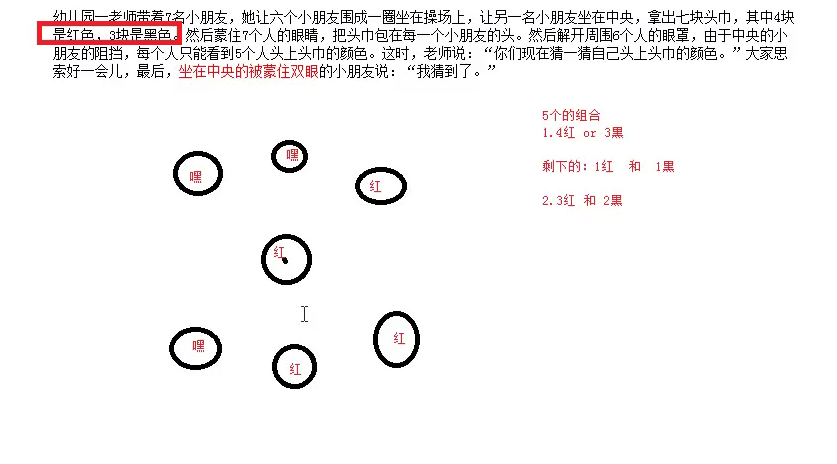 幼儿园一老师带着7名小朋友，她让六个小朋友围成一圈坐在操场上，让另一名小朋友坐在中央，拿出七块头巾，其中4块
是红色，3块是黑色。然后蒙住7个人的眼睛，把头巾包在每一个小朋友的头。然后解开周围6个人的眼罩，由于中央的小
朋友的阻挡，每个人只能看到5个人头上头巾的颜色。这时，老师说：“你们现在猜一猜自己头上头巾的颜色。”大家思
索好一会儿，最后，坐在中央的被蒙住双眼的小朋友说：“我猜到了。”
5个的组合
1.4红 or 3黑
剩下的：1红 和 1黑
2.3红 和 2黑
嘿
嘿
红
红
嘿
红
红